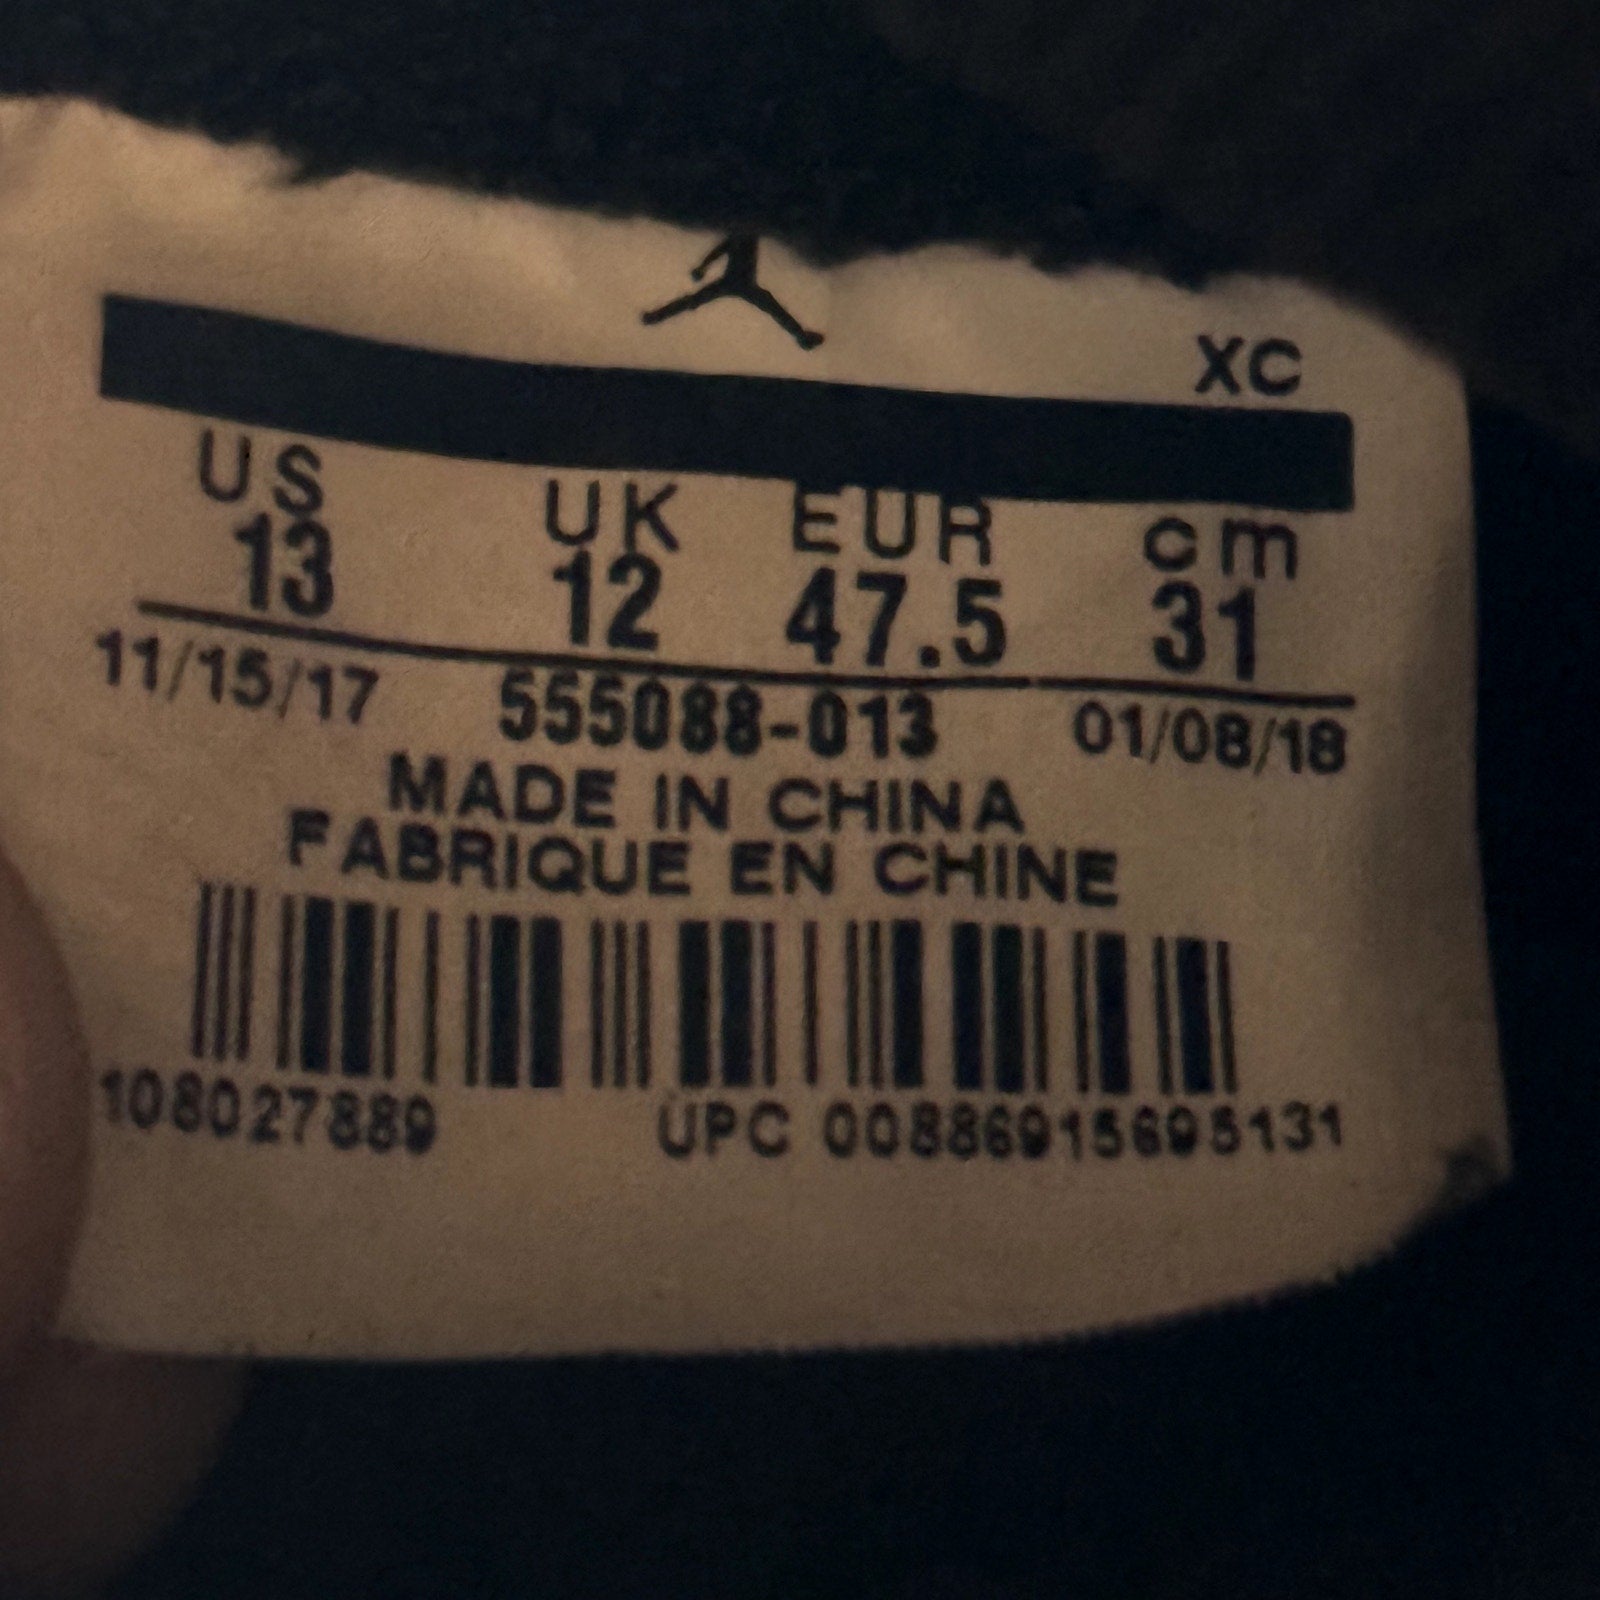 XC
US UK EUR cm
13 12 47.5 31
11/15/17 555088-013 01/08/18
MADE IN CHINA
FABRIQUE EN CHINE
108027889 UPC 00886915695131